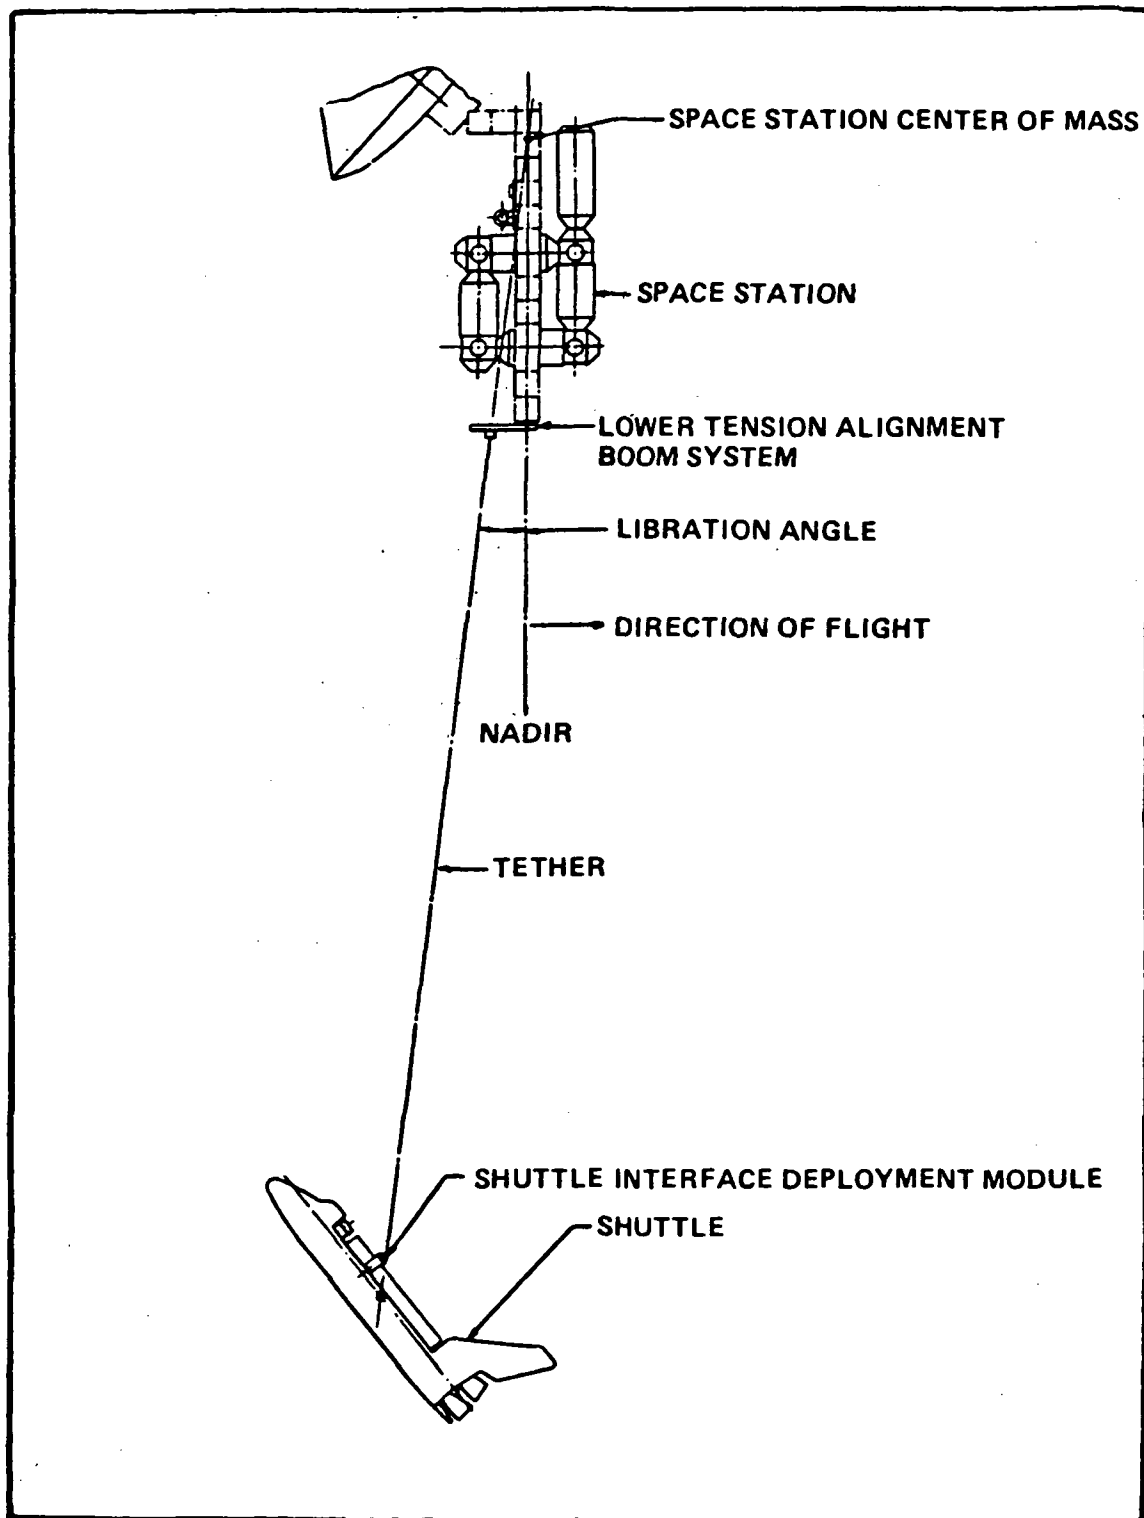 SPACE STATION CENTER OF MASS
SPACE STATION
LOWER TENSION ALIGNMENT
BOOM SYSTEM
LIBRATION ANGLE
DIRECTION OF FLIGHT
NADIR
TETHER
SHUTTLE INTERFACE DEPLOYMENT MODULE
SHUTTLE